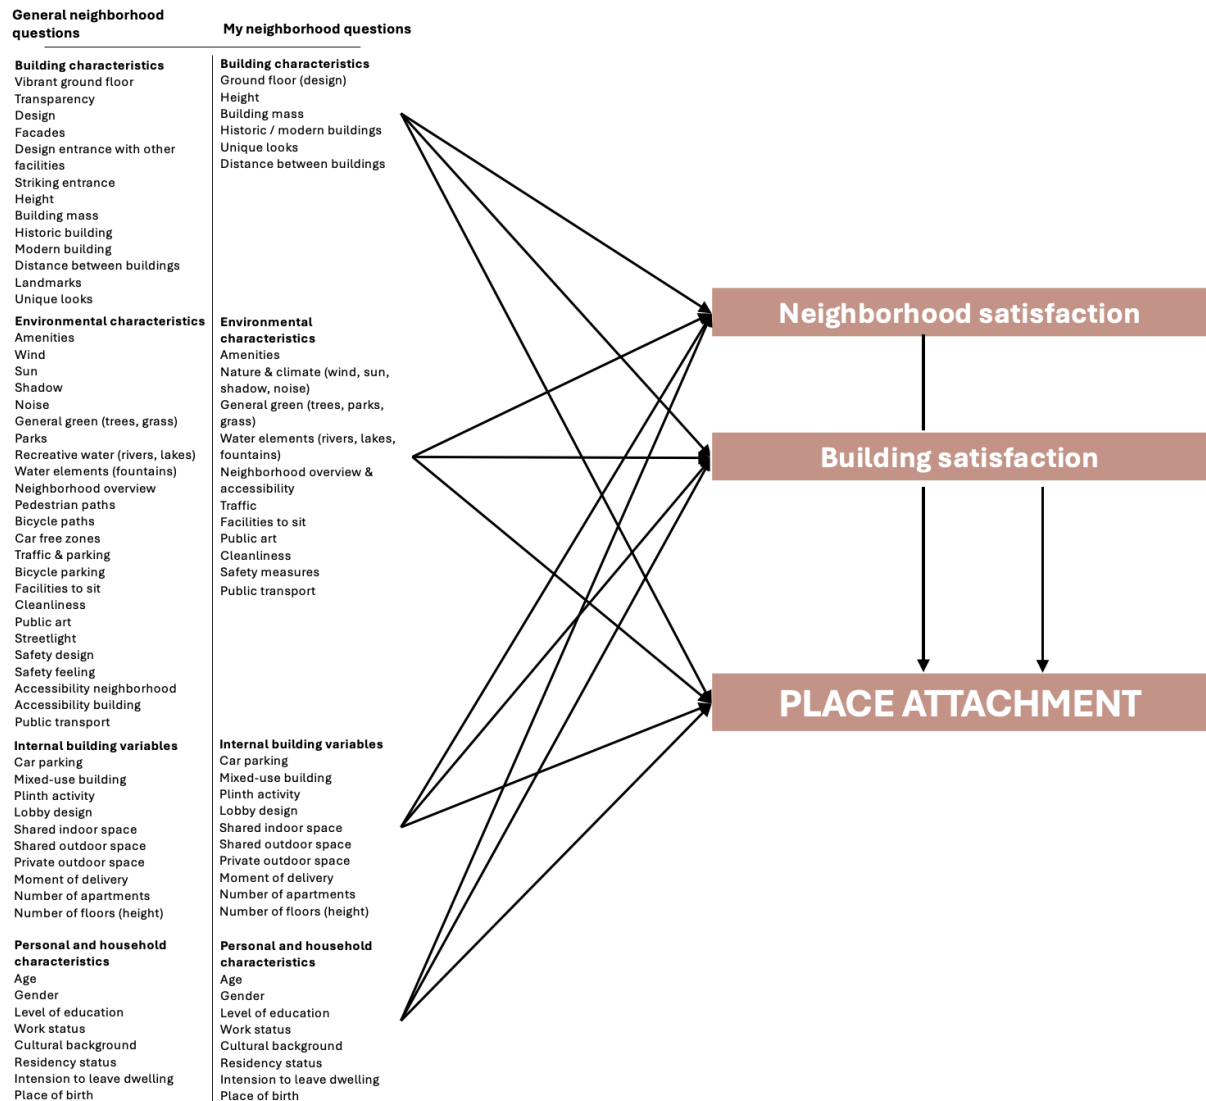 General neighborhood
questions
My neighborhood questions
Building characteristics
Vibrant ground floor
Transparency
Design
Facades
Design entrance with other
facilities
Striking entrance
Height
Building mass
Historic building
Modern building
Distance between buildings
Landmarks
Unique looks
Environmental characteristics
Amenities
Wind
Sun
Shadow
Noise
General green (trees, grass)
Parks
Recreative water (rivers, lakes)
Water elements (fountains)
Neighborhood overview
Pedestrian paths
Bicycle paths
Car free zones
Traffic & parking
Bicycle parking
Facilities to sit
Cleanliness
Public art
Streetlight
Safety design
Safety feeling
Accessibility neighborhood
Accessibility building
Public transport
Internal building variables
Car parking
Mixed-use building
Plinth activity
Lobby design
Shared indoor space
Shared outdoor space
Private outdoor space
Moment of delivery
Number of apartments
Number of floors (height)
Personal and household
characteristics
Age
Gender
Level of education
Work status
Cultural background
Residency status
Intension to leave dwelling
Place of birth
Building characteristics
Ground floor (design)
Height
Building mass
Historic / modern buildings
Unique looks
Distance between buildings
Environmental
characteristics
Amenities
Nature & climate (wind, sun,
shadow, noise)
General green (trees, parks,
grass)
Water elements (rivers, lakes,
fountains)
Neighborhood overview &
accessibility
Traffic
Facilities to sit
Public art
Cleanliness
Safety measures
Public transport
Internal building variables
Car parking
Mixed-use building
Plinth activity
Lobby design
Shared indoor space
Shared outdoor space
Private outdoor space
Moment of delivery
Number of apartments
Number of floors (height)
Personal and household
characteristics
Age
Gender
Level of education
Work status
Cultural background
Residency status
Intension to leave dwelling
Place of birth
Neighborhood satisfaction
Building satisfaction
PLACE ATTACHMENT